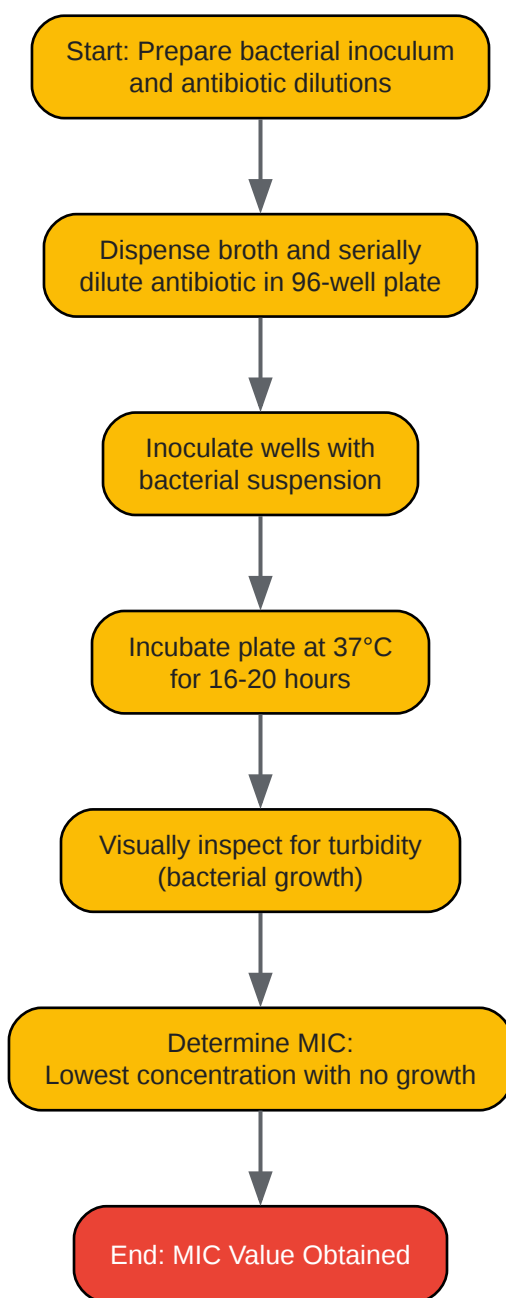 Start: Prepare bacterial inoculum
and antibiotic dilutions
Dispense broth and serially
dilute antibiotic in 96-well plate
Inoculate wells with
bacterial suspension
Incubate plate at 37°C
for 16-20 hours
Visually inspect for turbidity
(bacterial growth)
Determine MIC:
Lowest concentration with no growth
End: MIC Value Obtained